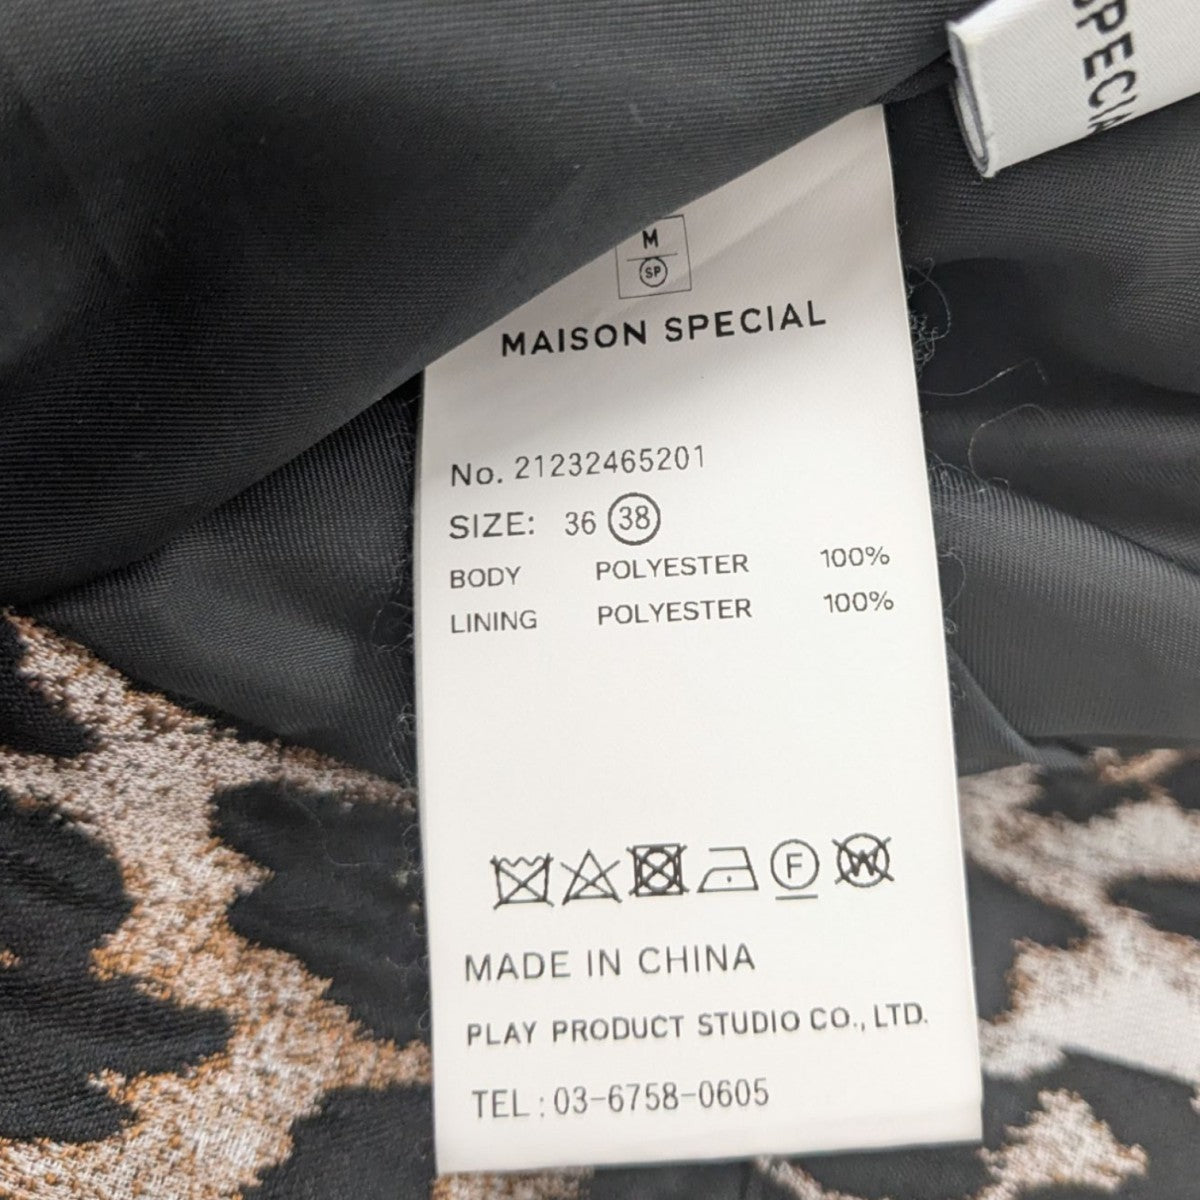 SPECIA
M
SP
MAISON SPECIAL
No. 21232465201
SIZE: 36 38
BODY POLYESTER 100%
LINING POLYESTER 100%
F W
MADE IN CHINA
PLAY PRODUCT STUDIO CO., LTD.
TEL : 03-6758-0605